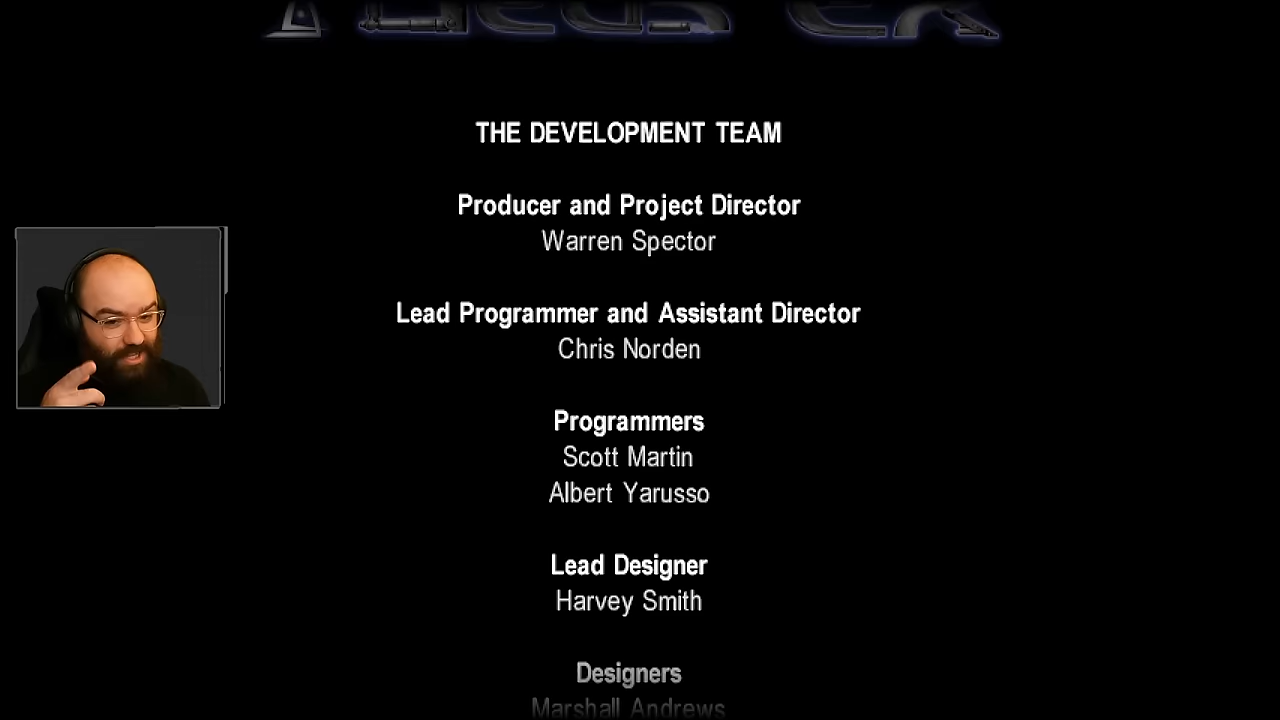 THE DEVELOPMENT TEAM
Producer and Project Director
Warren Spector
Lead Programmer and Assistant Director
Chris Norden
Programmers
Scott Martin
Albert Yarusso
Lead Designer
Harvey Smith
Designers
Marshall Andrews